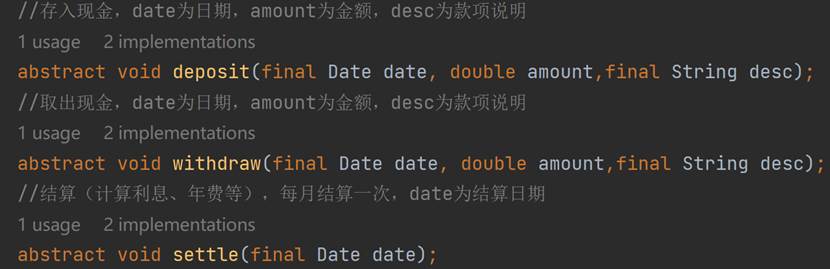 //存入现金，date为日期，amount为金额，desc为款项说明
1 usage 2 implementations
abstract void deposit(final Date date, double amount,final String desc);
//取出现金，date为日期，amount为金额，desc为款项说明
1 usage 2 implementations
abstract void withdraw(final Date date, double amount,final String desc);
//结算（计算利息、年费等），每月结算一次，date为结算日期
1 usage 2 implementations
abstract void settle(final Date date);